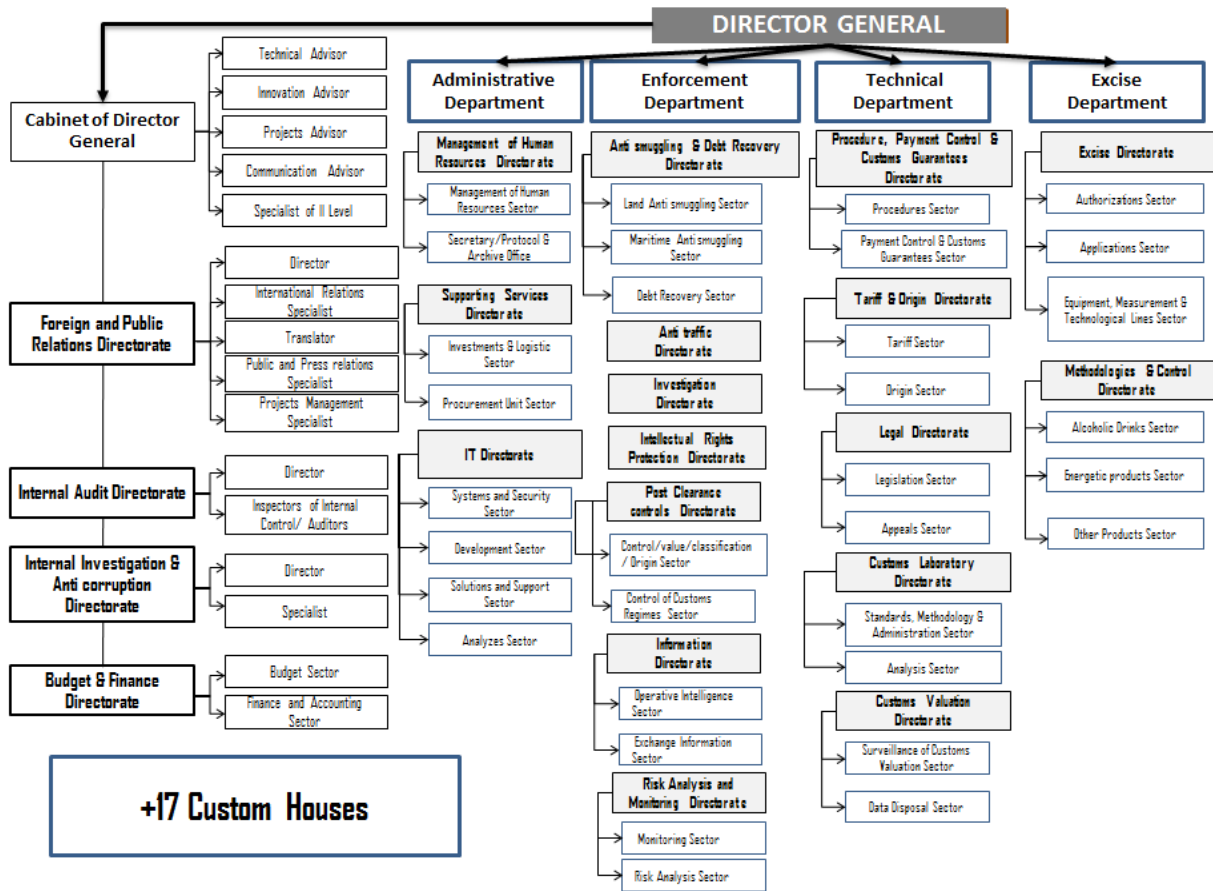 DIRECTOR GENERAL
Cabinet of Director
General
Technical Advisor
Innovation Advisor
Projects Advisor
Communication Advisor
Specialist of II Level
Foreign and Public
Relations Directorate
Director
International Relations
Specialist
Translator
Public and Press relations
Specialist
Projects Management
Specialist
Internal Audit Directorate
Director
Inspectors of Internal
Control/ Auditors
Internal Investigation &
Anti corruption
Directorate
Director
Specialist
Budget & Finance
Directorate
Budget Sector
Finance and Accounting
Sector
+17 Custom Houses
Administrative
Department
Management of Human
Resources Directorate
Management of Human
Resources Sector
Secretary/Protocol &
Archive Office
Supporting Services
Directorate
Investments & Logistic
Sector
Procurement Unit Sector
IT Directorate
Systems and Security
Sector
Development Sector
Solutions and Support
Sector
Analyzes Sector
Enforcement
Department
Anti smuggling & Debt Recovery
Directorate
Land Anti smuggling Sector
Maritime Anti smuggling
Sector
Debt Recovery Sector
Anti traffic
Directorate
Investigation
Directorate
Intellectual Rights
Protection Directorate
Post Clearance
controls Directorate
Control/value/classification
/ Origin Sector
Control of Customs
Regimes Sector
Information
Directorate
Operative Intelligence
Sector
Exchange Information
Sector
Risk Analysis and
Monitoring Directorate
Monitoring Sector
Risk Analysis Sector
Technical
Department
Procedure, Payment Control &
Customs Guarantees
Directorate
Procedures Sector
Payment Control & Customs
Guarantees Sector
Tariff & Origin Directorate
Tariff Sector
Origin Sector
Legal Directorate
Legislation Sector
Appeals Sector
Customs Laboratory
Directorate
Standards, Methodology &
Administration Sector
Analysis Sector
Customs Valuation
Directorate
Surveillance of Customs
Valuation Sector
Data Disposal Sector
Excise
Department
Excise Directorate
Authorizatons Sector
Applications Sector
Equipment, Measurement &
Technological Lines Sector
Methodologies & Control
Directorate
Alcoholic Drinks Sector
Energetic products Sector
Other Products Sector